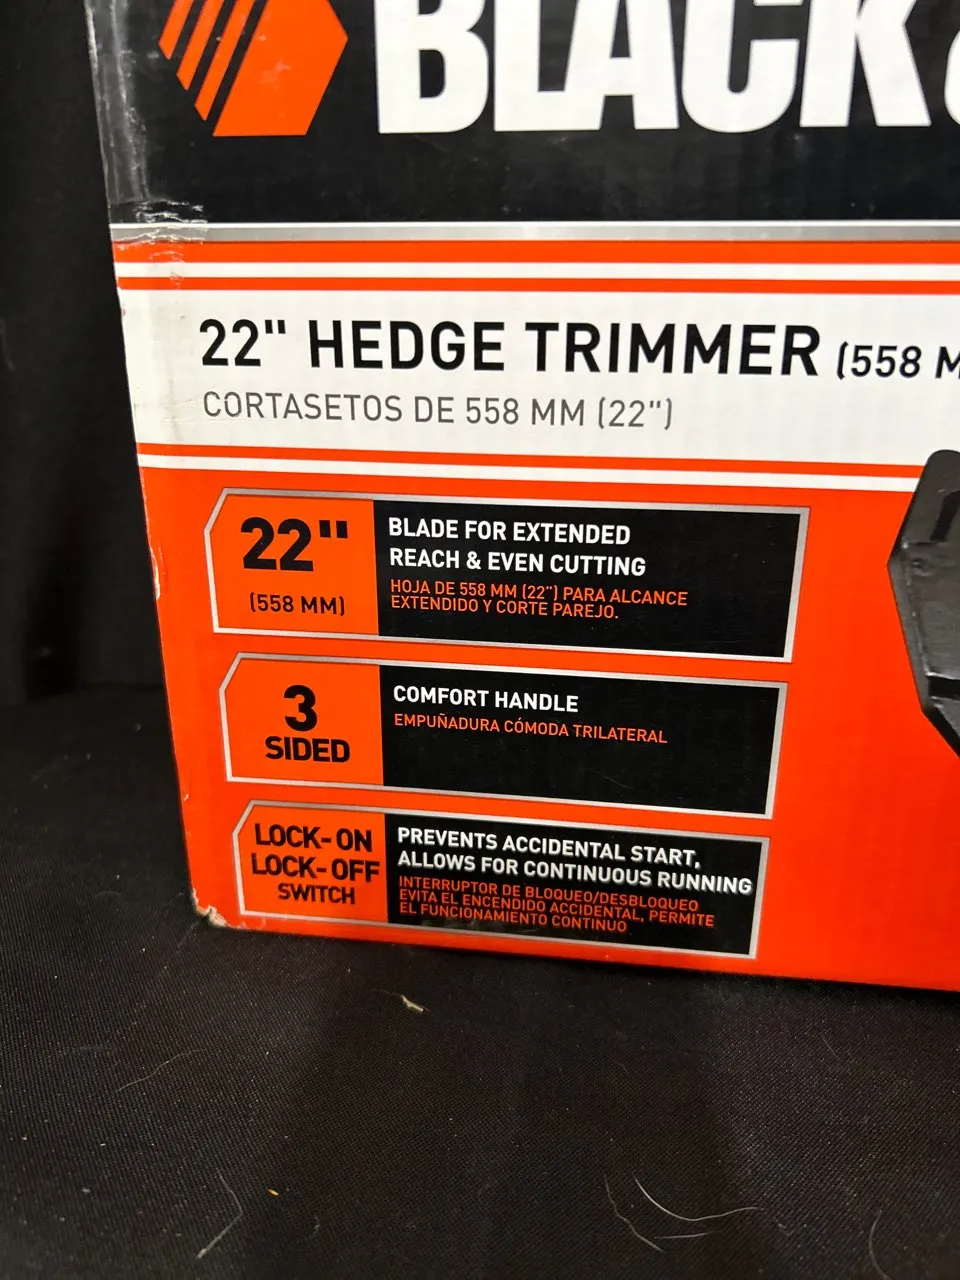 BLACK &
22" HEDGE TRIMMER (558 M
CORTASETOS DE 558 MM (22")
22"
(558 MM)
BLADE FOR EXTENDED
REACH & EVEN CUTTING
HOJA DE 558 MM (22") PARA ALCANCE
EXTENDIDO Y CORTE PAREJO.
3
SIDED
COMFORT HANDLE
EMPUÑADURA CÓMODA TRILATERAL
LOCK-ON
LOCK-OFF
SWITCH
PREVENTS ACCIDENTAL START,
ALLOWS FOR CONTINUOUS RUNNING
INTERRUPTOR DE BLOQUEO/DESBLOQUEO
EVITA EL ENCENDIDO ACCIDENTAL, PERMITE
EL FUNCIONAMIENTO CONTINUO